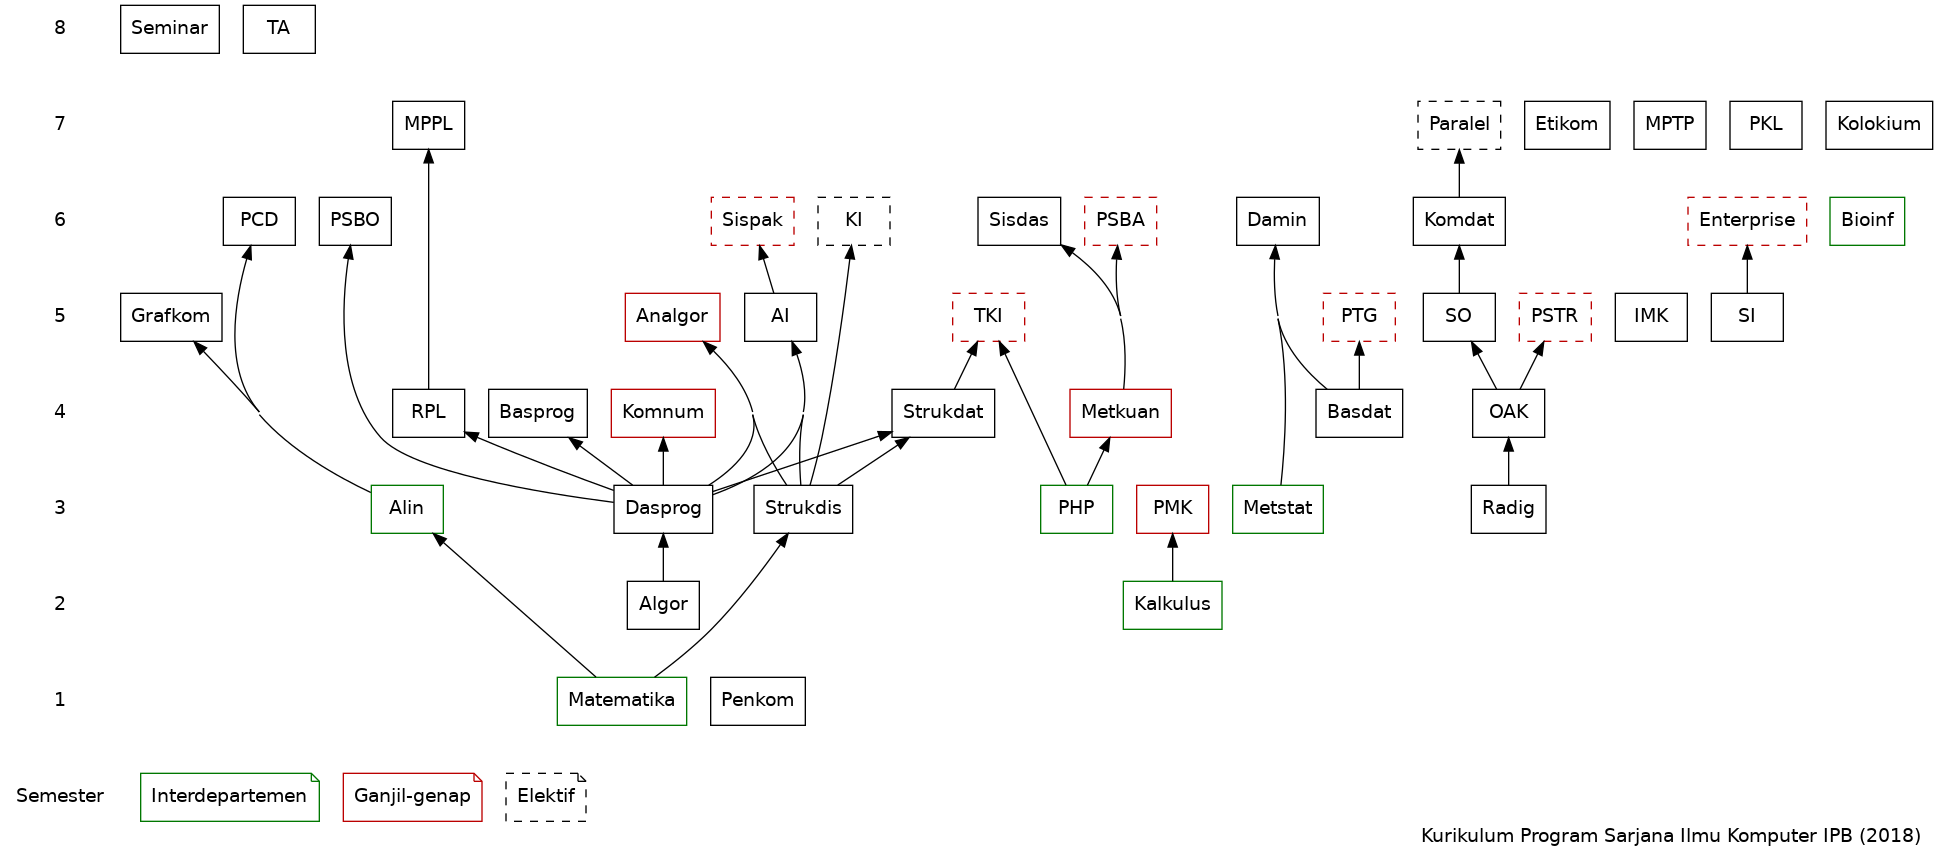 8 Seminar TA
7 MPPL Paralel Etikom MPTP PKL Kolokium
6 PCD PSBO Sispak KI Sisdas PSBA Damin Komdat Enterprise Bioinf
5 Grafkom Analgor AI TKI PTG SO PSTR IMK SI
4 RPL Basprog Komnum Strukdat Metkuan Basdat OAK
3 Alin Dasprog Strukdis PHP PMK Metstat Radig
2 Algor Kalkulus
1 Matematika Penkom
Semester Interdepartemen Ganjil-genap Elektif
Kurikulum Program Sarjana Ilmu Komputer IPB (2018)